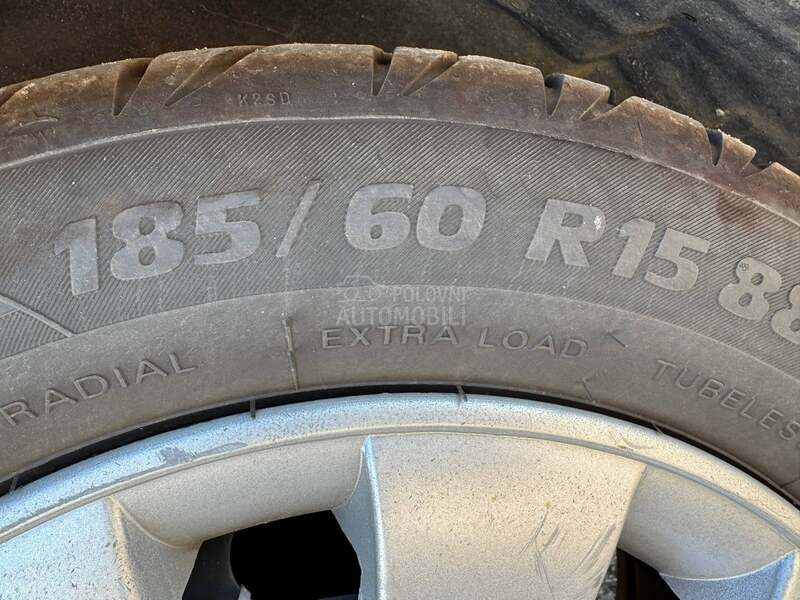 K2SD
185/60 R15 88
POLOVNI
AUTOMOBILI
RADIAL
EXTRA LOAD
TUBELES